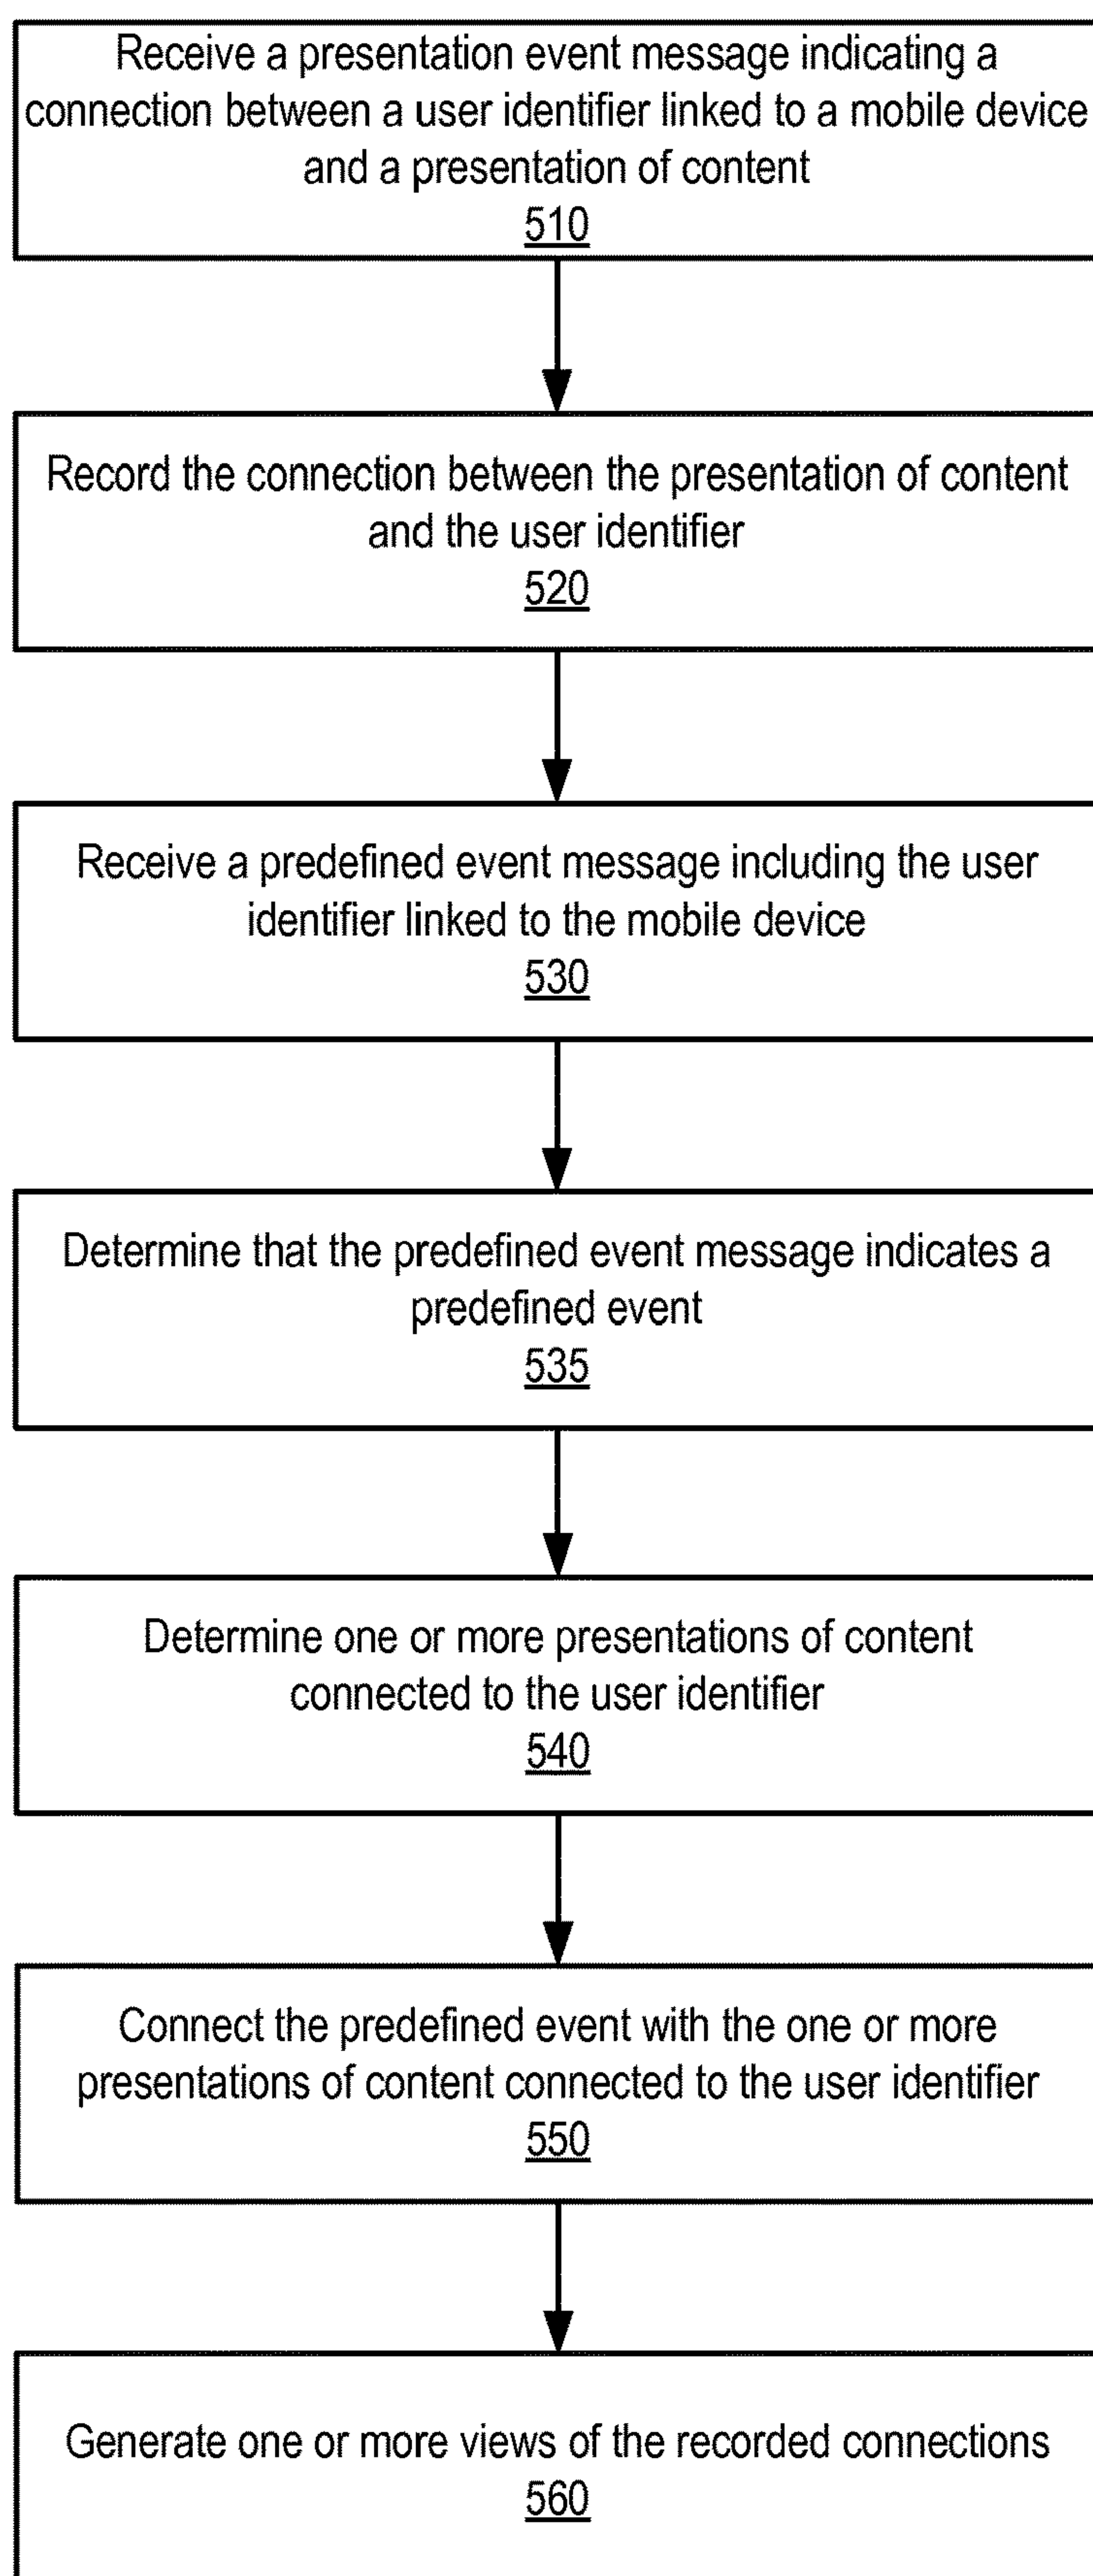 Receive a presentation event message indicating a
connection between a user identifier linked to a mobile device
and a presentation of content
510
Record the connection between the presentation of content
and the user identifier
520
Receive a predefined event message including the user
identifier linked to the mobile device
530
Determine that the predefined event message indicates a
predefined event
535
Determine one or more presentations of content
connected to the user identifier
540
Connect the predefined event with the one or more
presentations of content connected to the user identifier
550
Generate one or more views of the recorded connections
560